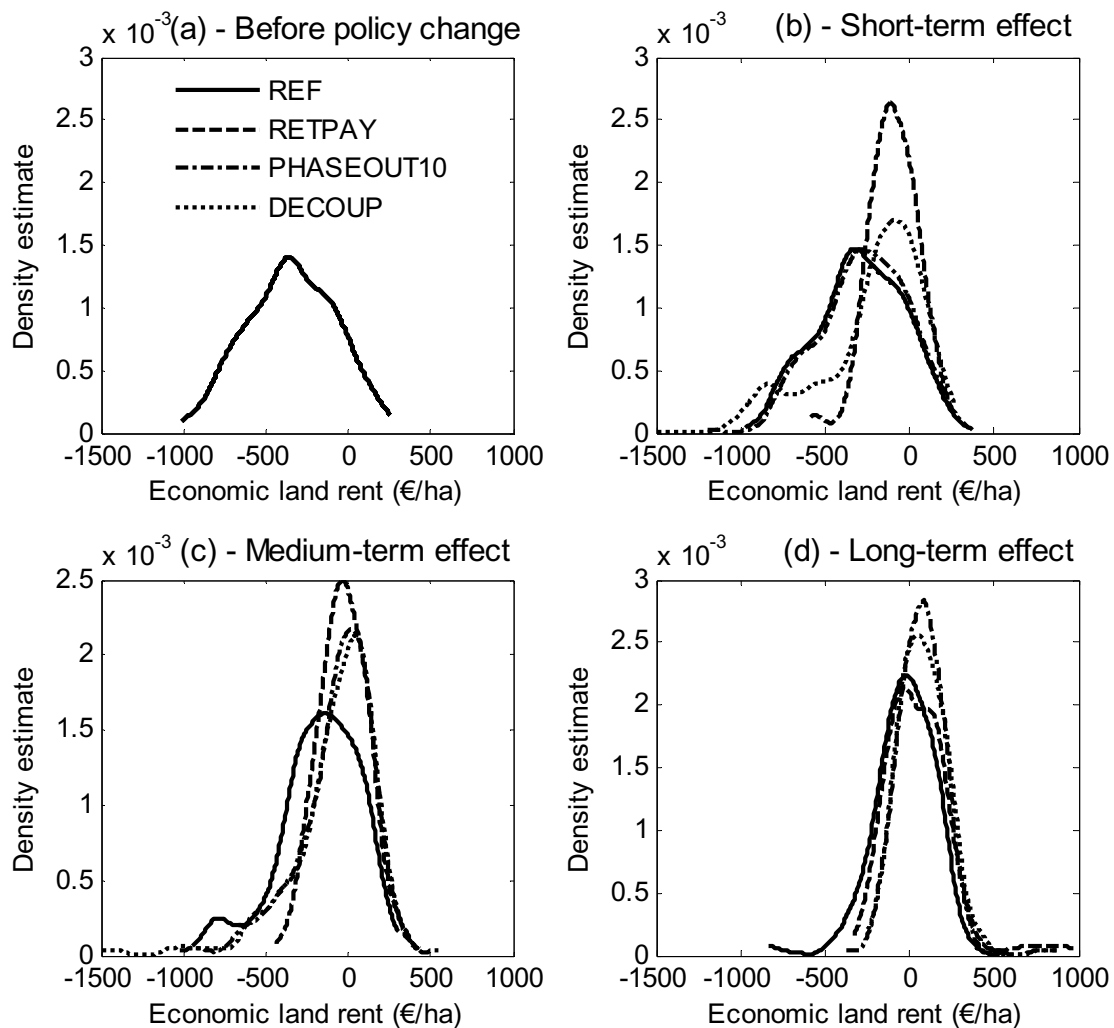 x 10-3 (a) - Before policy change
3
2.5
2
1.5
1
0.5
0
-1500 -1000 -500 0 500 1000
Density estimate
Economic land rent (€/ha)
REF
RETPAY
PHASEOUT10
DECOUP
x 10-3 (b) - Short-term effect
3
2.5
2
1.5
1
0.5
0
-1500 -1000 -500 0 500 1000
Density estimate
Economic land rent (€/ha)
x 10-3 (c) - Medium-term effect
2.5
2
1.5
1
0.5
0
-1500 -1000 -500 0 500 1000
Density estimate
Economic land rent (€/ha)
x 10-3 (d) - Long-term effect
3
2.5
2
1.5
1
0.5
0
-1500 -1000 -500 0 500 1000
Density estimate
Economic land rent (€/ha)